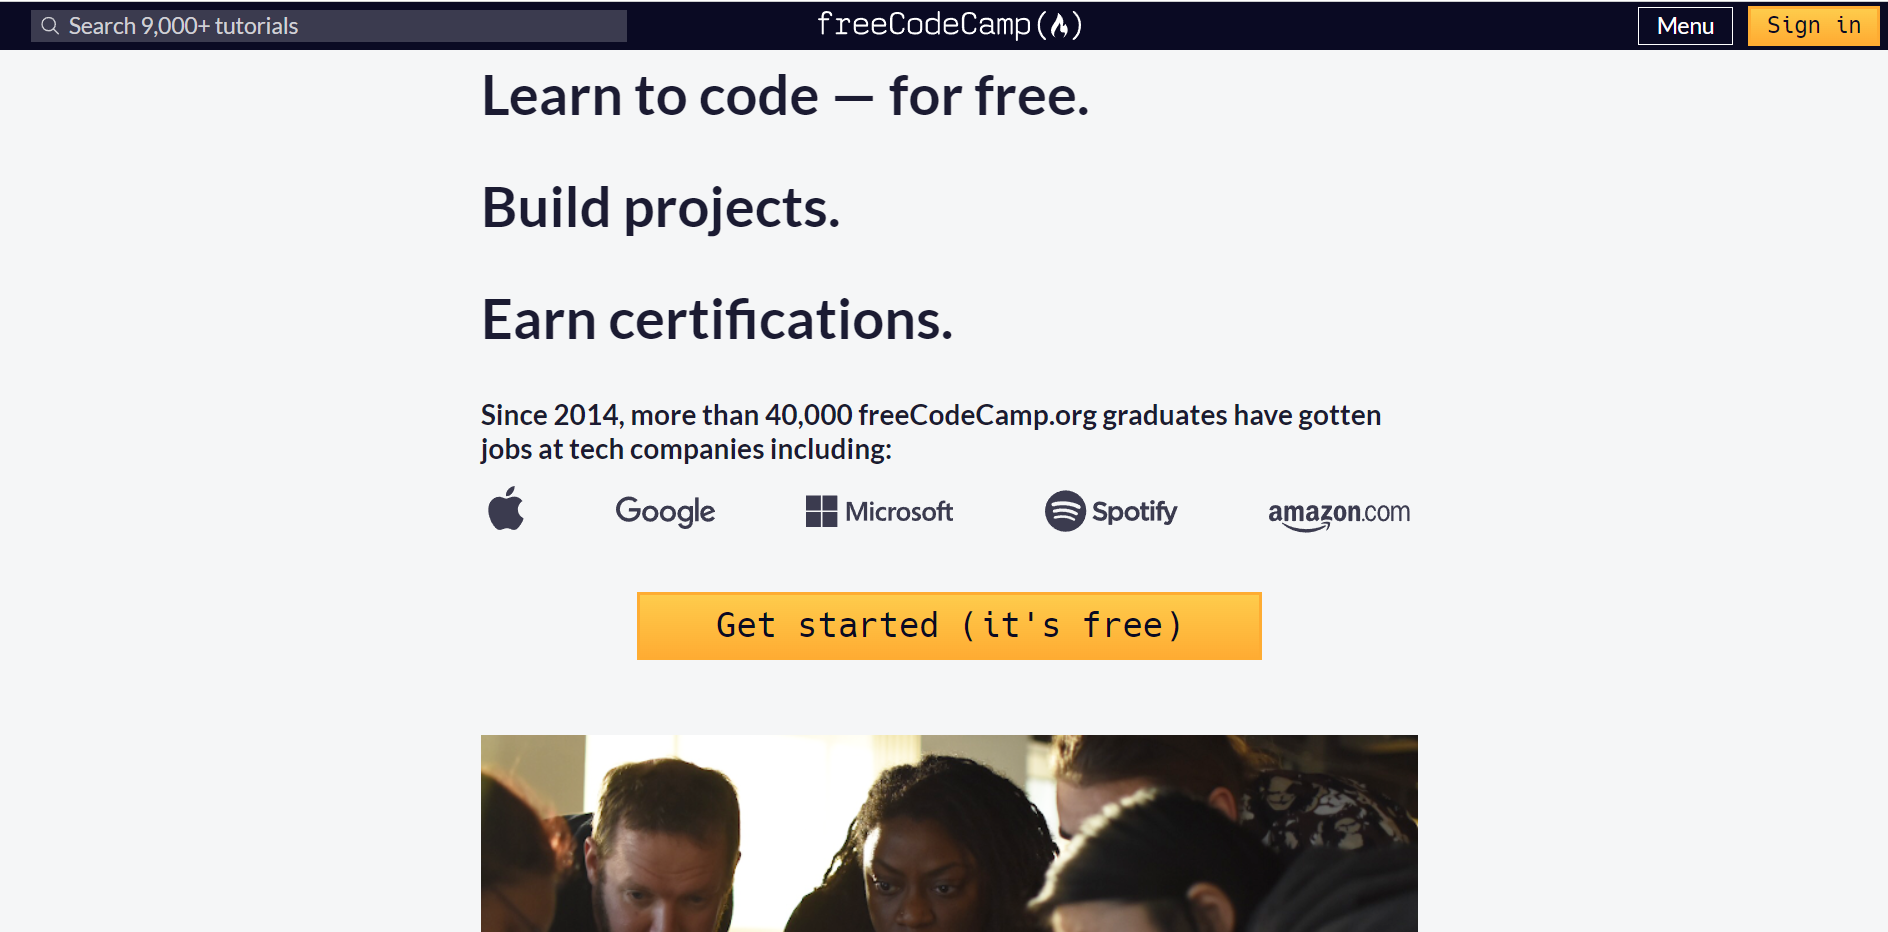 Search 9,000+ tutorials
freeCodeCamp(🔥)
Menu
Sign in
Learn to code — for free.
Build projects.
Earn certifications.
Since 2014, more than 40,000 freeCodeCamp.org graduates have gotten
jobs at tech companies including:
Google
Microsoft
Spotify
amazon.com
Get started (it's free)